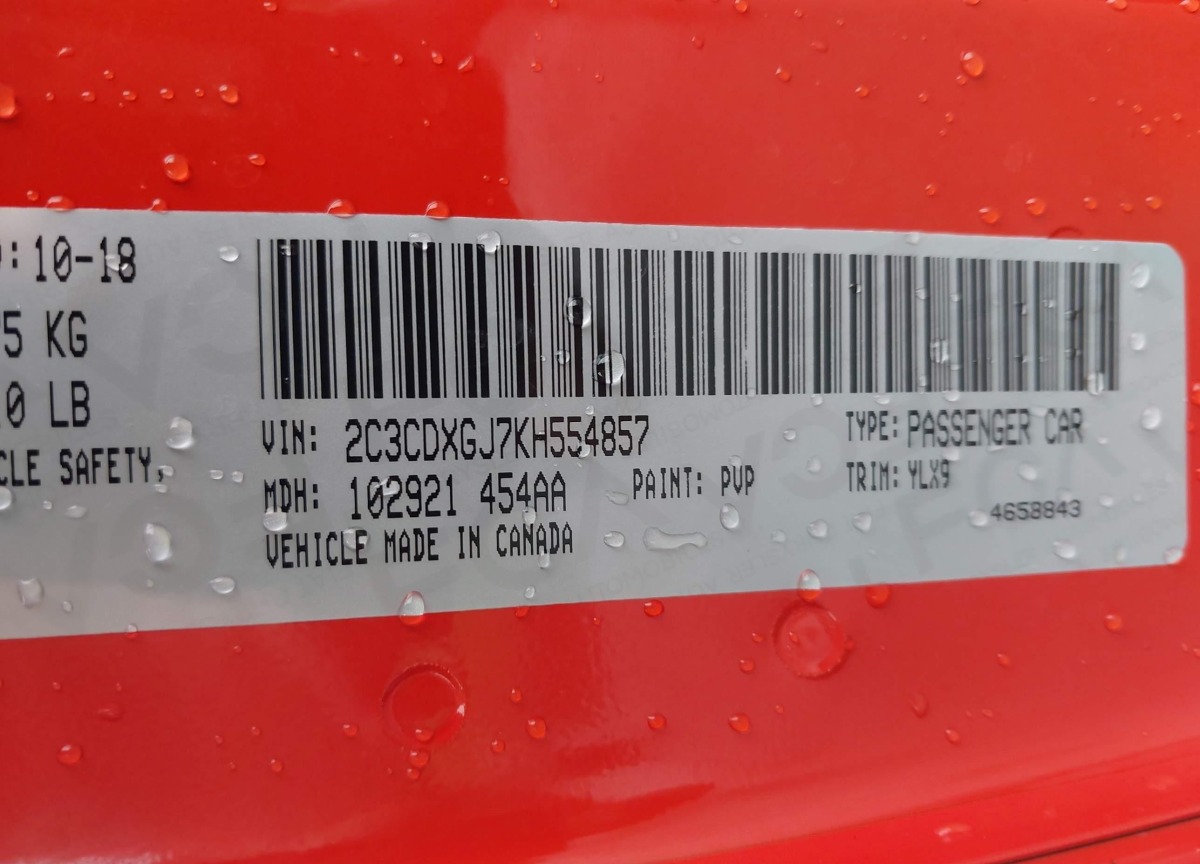 : 10-18
5 KG
0 LB
CLE SAFETY,
VIN: 2C3CDXGJ7KH554857
TYPE: PASSENGER CAR
MDH: 102921 454AA
PAINT: PVP
TRIM: YLX9
VEHICLE MADE IN CANADA
4658843